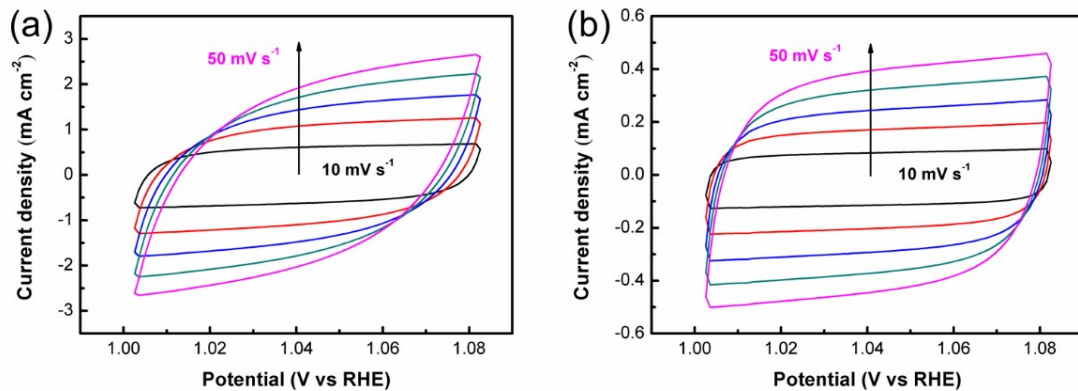 (a)
Current density (mA cm⁻²)
3
2
1
0
-1
-2
-3
50 mV s⁻¹
10 mV s⁻¹
1.00
1.02
1.04
1.06
1.08
Potential (V vs RHE)
(b)
Current density (mA cm⁻²)
0.6
0.4
0.2
0.0
-0.2
-0.4
-0.6
50 mV s⁻¹
10 mV s⁻¹
1.00
1.02
1.04
1.06
1.08
Potential (V vs RHE)